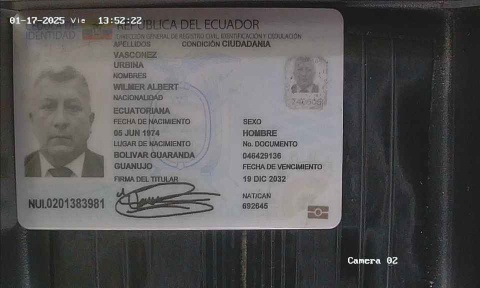 01-17-2025 Vie 13:52:22
REPÚBLICA DEL ECUADOR
DIRECCIÓN GENERAL DE REGISTRO CIVIL, IDENTIFICACIÓN Y CEDULACIÓN
IDENTIDAD
APELLIDOS
CONDICIÓN CIUDADANIA
VASCONEZ
URBINA
NOMBRES
WILMER ALBERT
NACIONALIDAD
ECUATORIANA
FECHA DE NACIMIENTO
05 JUN 1974
LUGAR DE NACIMIENTO
BOLIVAR GUARANDA
GUANUJO
FIRMA DEL TITULAR
SEXO
HOMBRE
No. DOCUMENTO
046429136
FECHA DE VENCIMIENTO
19 DIC 2032
NAT/CAN
692645
NUI.0201383981
Camera 02